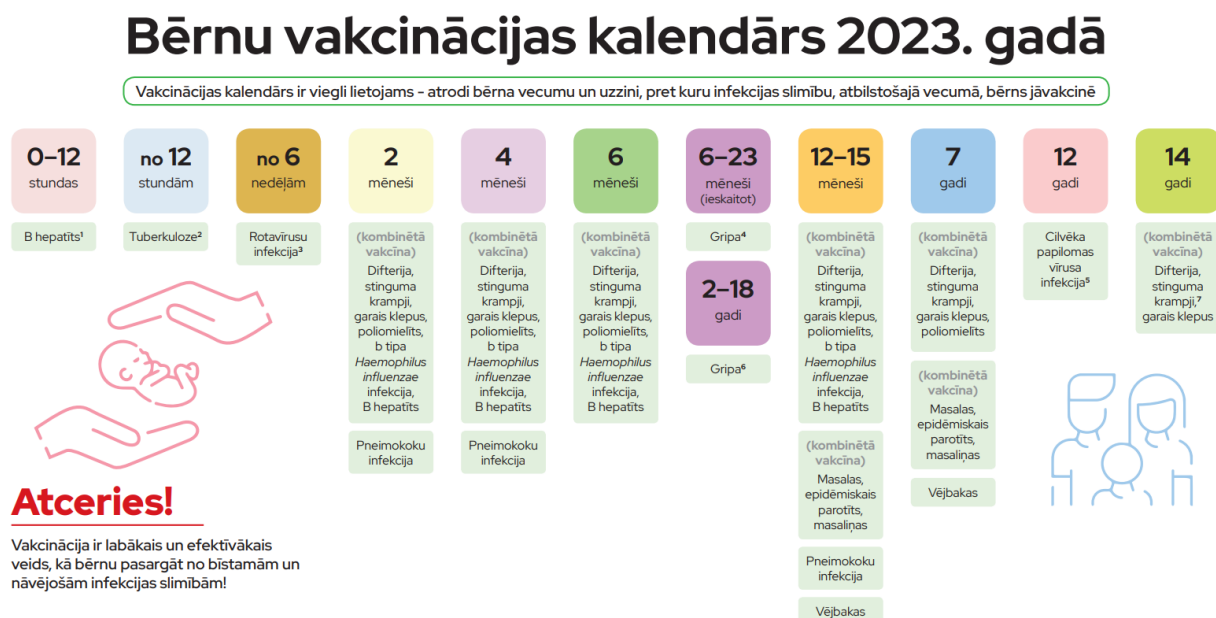 Bērnu vakcinācijas kalendārs 2023. gadā
Vakcinācijas kalendārs ir viegli lietojams - atrodi bērna vecumu un uzzini, pret kuru infekcijas slimību, atbilstošajā vecumā, bērns jāvakcinē
0–12
stundas
B hepatīts¹
no 12
stundām
Tuberkuloze²
no 6
nedēļām
Rotavīrusu
infekcija³
2
mēneši
(kombinētā
vakcīna)
Difterija,
stinguma
krampji,
garais klepus,
poliomielīts,
b tipa
Haemophilus
influenzae
infekcija,
B hepatīts
Pneimokoku
infekcija
4
mēneši
(kombinētā
vakcīna)
Difterija,
stinguma
krampji,
garais klepus,
poliomielīts,
b tipa
Haemophilus
influenzae
infekcija,
B hepatīts
Pneimokoku
infekcija
6
mēneši
(kombinētā
vakcīna)
Difterija,
stinguma
krampji,
garais klepus,
poliomielīts,
b tipa
Haemophilus
influenzae
infekcija,
B hepatīts
6–23
mēneši
(ieskaitot)
Gripa⁴
2–18
gadi
Gripa⁶
12–15
mēneši
(kombinētā
vakcīna)
Difterija,
stinguma
krampji,
garais klepus,
poliomielīts,
b tipa
Haemophilus
influenzae
infekcija,
B hepatīts
(kombinētā
vakcīna)
Masalas,
epidēmiskais
parotīts,
masaliņas
Pneimokoku
infekcija
Vējbakas
7
gadi
(kombinētā
vakcīna)
Difterija,
stinguma
krampji,
garais klepus,
poliomielīts
(kombinētā
vakcīna)
Masalas,
epidēmiskais
parotīts,
masaliņas
Vējbakas
12
gadi
Cilvēka
papilomas
vīrusa
infekcija⁵
14
gadi
(kombinētā
vakcīna)
Difterija,
stinguma
krampji,⁷
garais klepus
Atceries!
Vakcinācija ir labākais un efektīvākais
veids, kā bērnu pasargāt no bīstamām un
nāvējošām infekcijas slimībām!